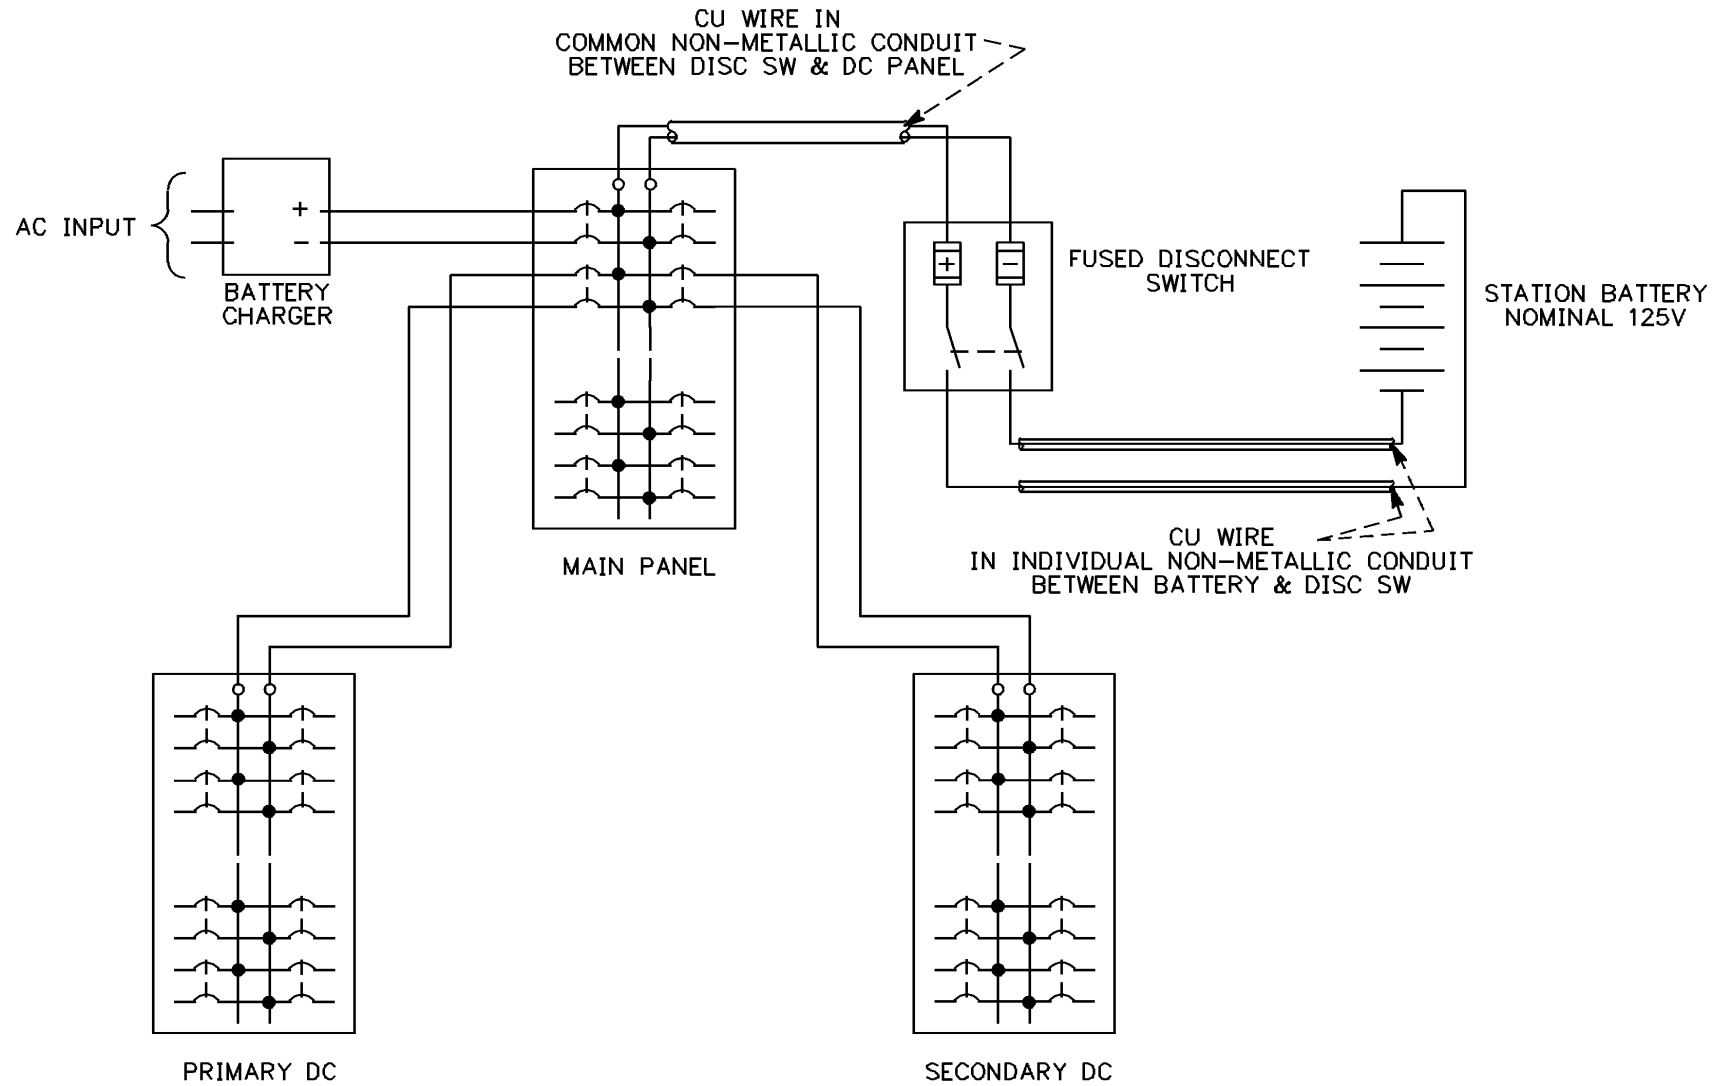 CU WIRE IN
COMMON NON-METALLIC CONDUIT
BETWEEN DISC SW & DC PANEL
AC INPUT
+
-
BATTERY
CHARGER
+
-
FUSED DISCONNECT
SWITCH
STATION BATTERY
NOMINAL 125V
MAIN PANEL
CU WIRE
IN INDIVIDUAL NON-METALLIC CONDUIT
BETWEEN BATTERY & DISC SW
PRIMARY DC
SECONDARY DC